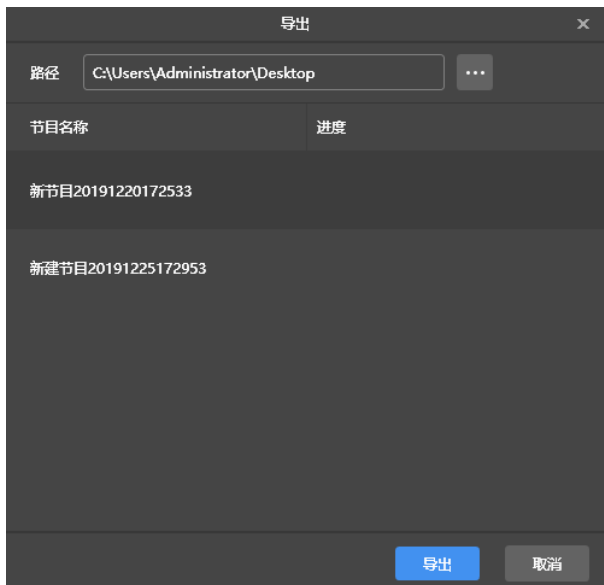 导出
路径 C:\Users\Administrator\Desktop ...
节目名称 进度
新节目20191220172533
新建节目20191225172953
导出 取消